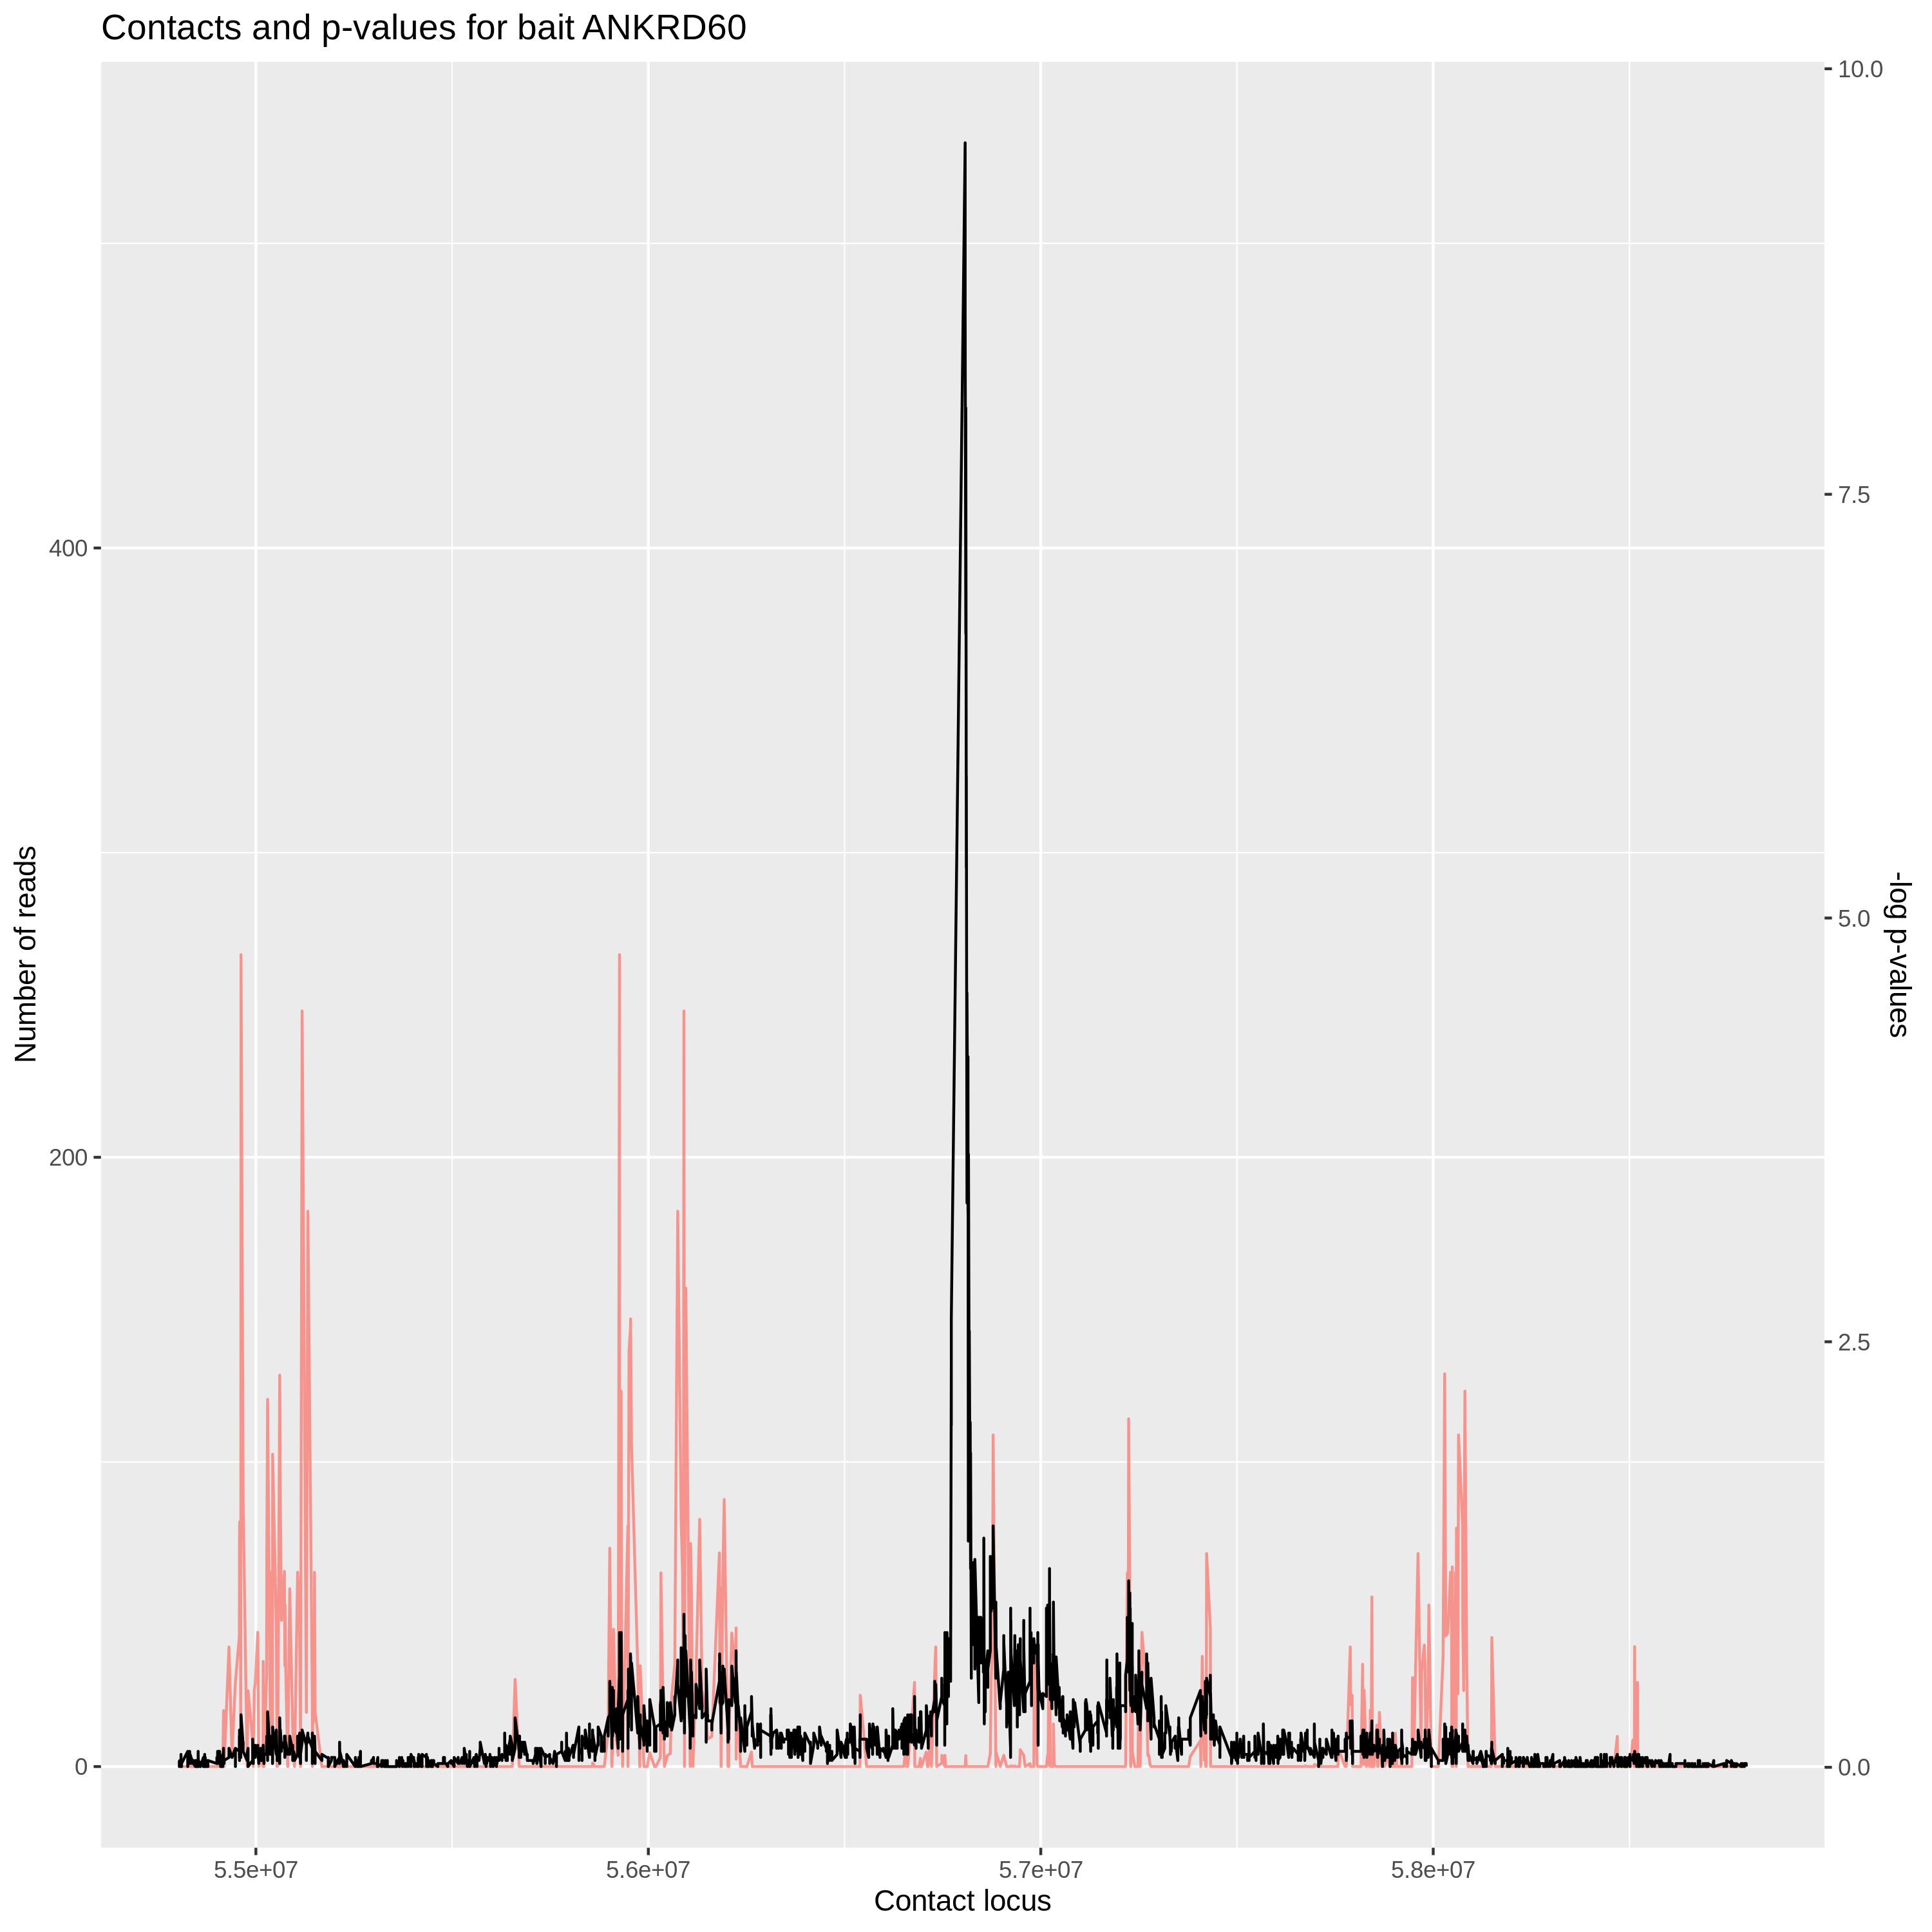 Contacts and p-values for bait ANKRD60
10.0
7.5
400
5.0
Number of reads
-log p-values
200
2.5
0
0.0
5.5e+07
5.6e+07
5.7e+07
5.8e+07
Contact locus